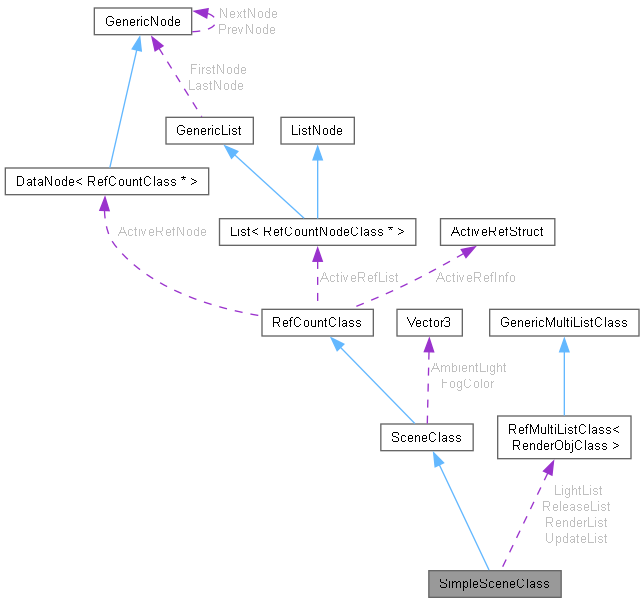 GenericNode
NextNode
PrevNode
FirstNode
LastNode
GenericList
ListNode
DataNode< RefCountClass * >
List< RefCountNodeClass * >
ActiveRefStruct
ActiveRefNode
ActiveRefList
ActiveRefInfo
RefCountClass
Vector3
GenericMultiListClass
AmbientLight
FogColor
SceneClass
RefMultiListClass<
RenderObjClass >
LightList
ReleaseList
RenderList
UpdateList
SimpleSceneClass